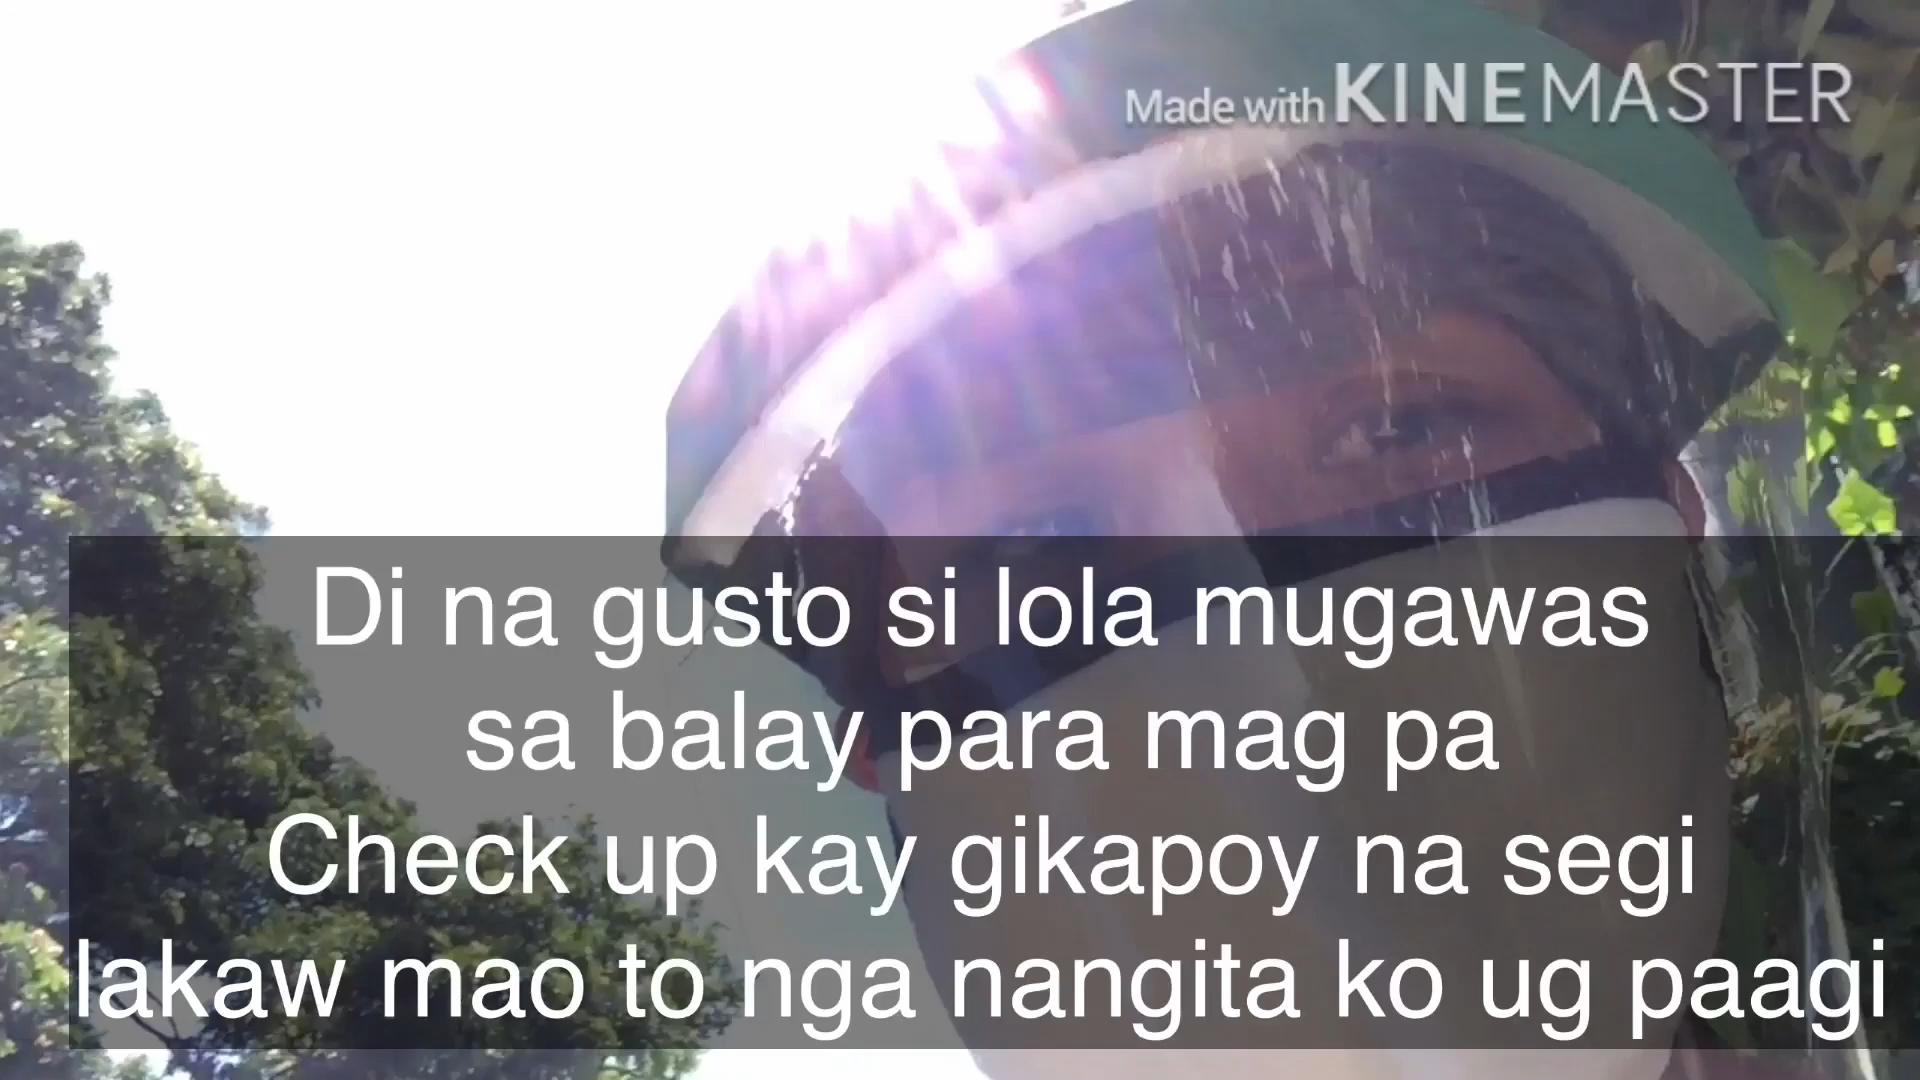 Made with KINEMASTER
Di na gusto si lola mugawas
sa balay para mag pa
Check up kay gikapoy na segi
lakaw mao to nga nangita ko ug paagi